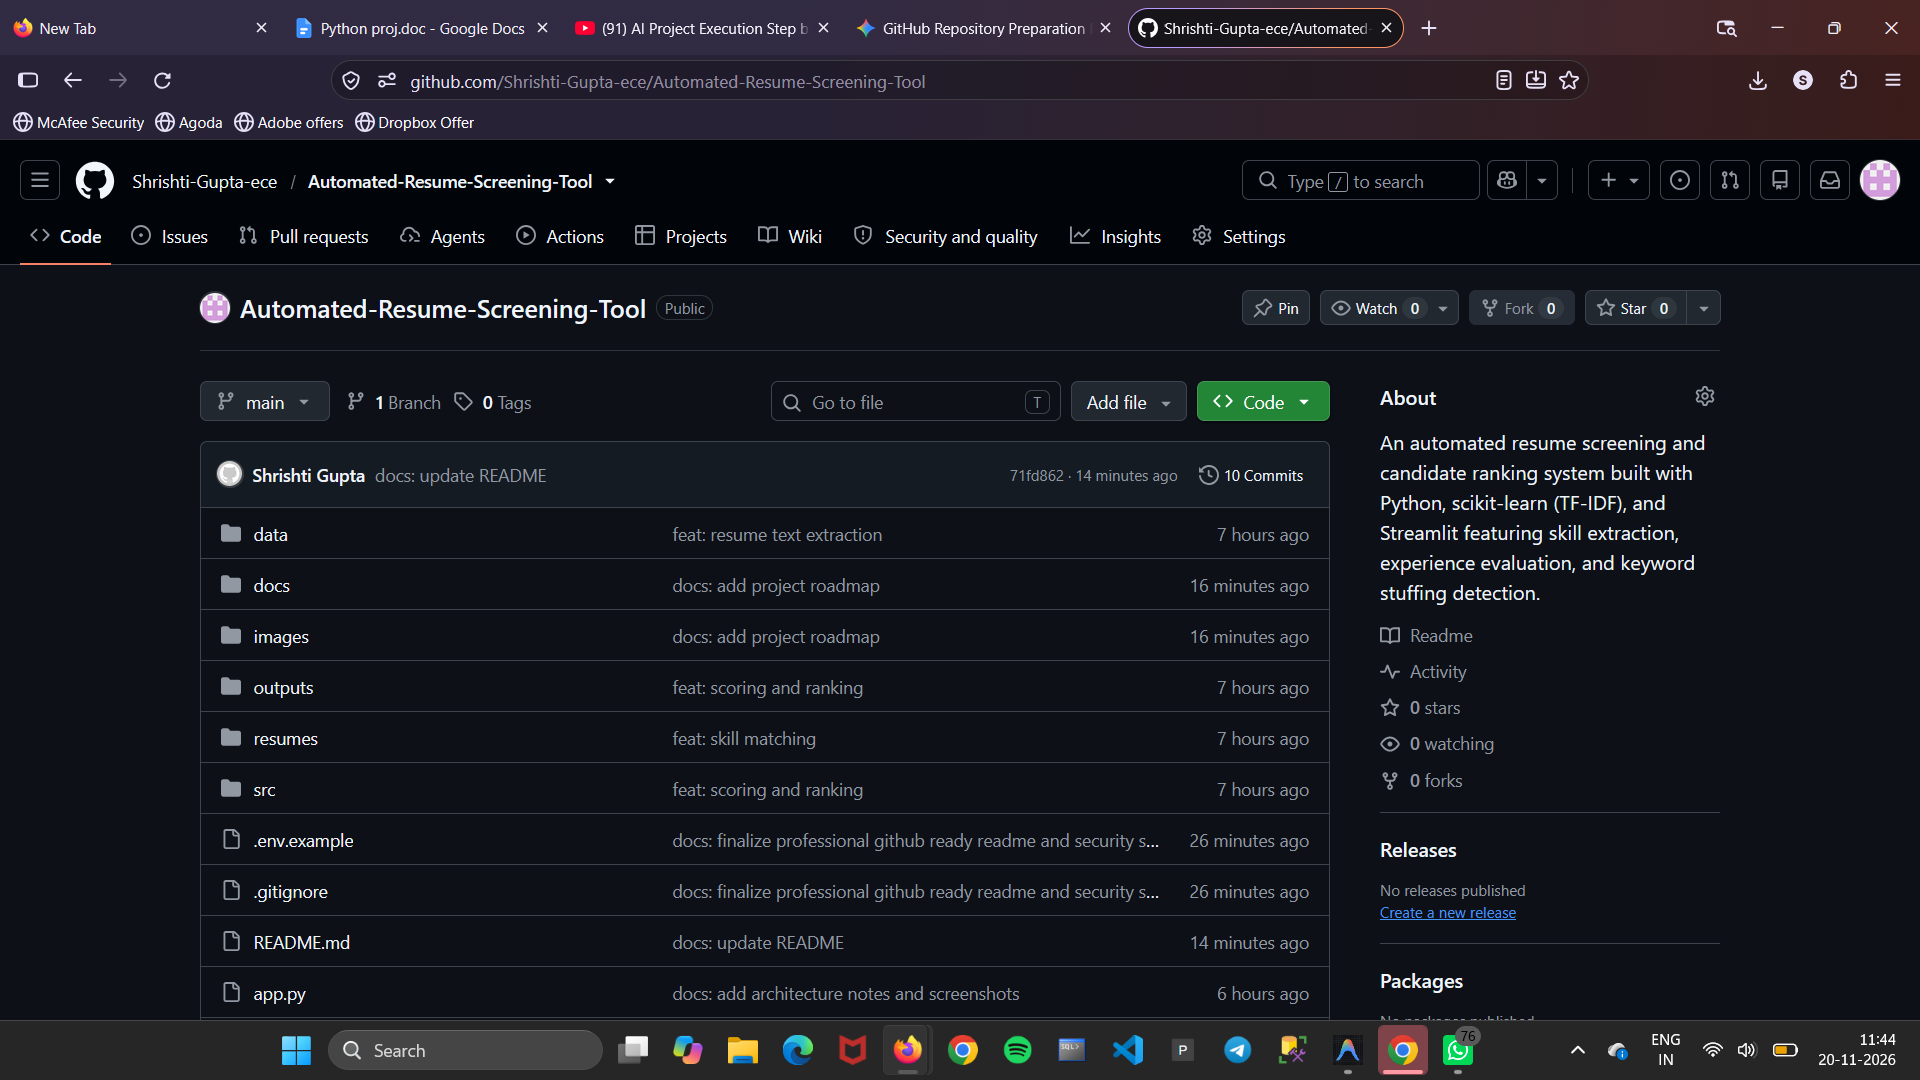 New Tab
Python proj.doc - Google Docs
(91) AI Project Execution Step b
GitHub Repository Preparation
Shrishti-Gupta-ece/Automated-
github.com/Shrishti-Gupta-ece/Automated-Resume-Screening-Tool
S
McAfee Security
Agoda
Adobe offers
Dropbox Offer
Shrishti-Gupta-ece / Automated-Resume-Screening-Tool
Type / to search
Code
Issues
Pull requests
Agents
Actions
Projects
Wiki
Security and quality
Insights
Settings
Automated-Resume-Screening-Tool
Public
Pin
Watch 0
Fork 0
Star 0
main
1 Branch
0 Tags
Go to file T
Add file
Code
About
An automated resume screening and
candidate ranking system built with
Python, scikit-learn (TF-IDF), and
Streamlit featuring skill extraction,
experience evaluation, and keyword
stuffing detection.
Readme
Activity
0 stars
0 watching
0 forks
Releases
No releases published
Create a new release
Packages
Shrishti Gupta docs: update README 71fd862 · 14 minutes ago 10 Commits
data feat: resume text extraction 7 hours ago
docs docs: add project roadmap 16 minutes ago
images docs: add project roadmap 16 minutes ago
outputs feat: scoring and ranking 7 hours ago
resumes feat: skill matching 7 hours ago
src feat: scoring and ranking 7 hours ago
.env.example docs: finalize professional github ready readme and security s... 26 minutes ago
.gitignore docs: finalize professional github ready readme and security s... 26 minutes ago
README.md docs: update README 14 minutes ago
app.py docs: add architecture notes and screenshots 6 hours ago
Search
SQL>
P
76
ENG
IN
11:44
20-11-2026